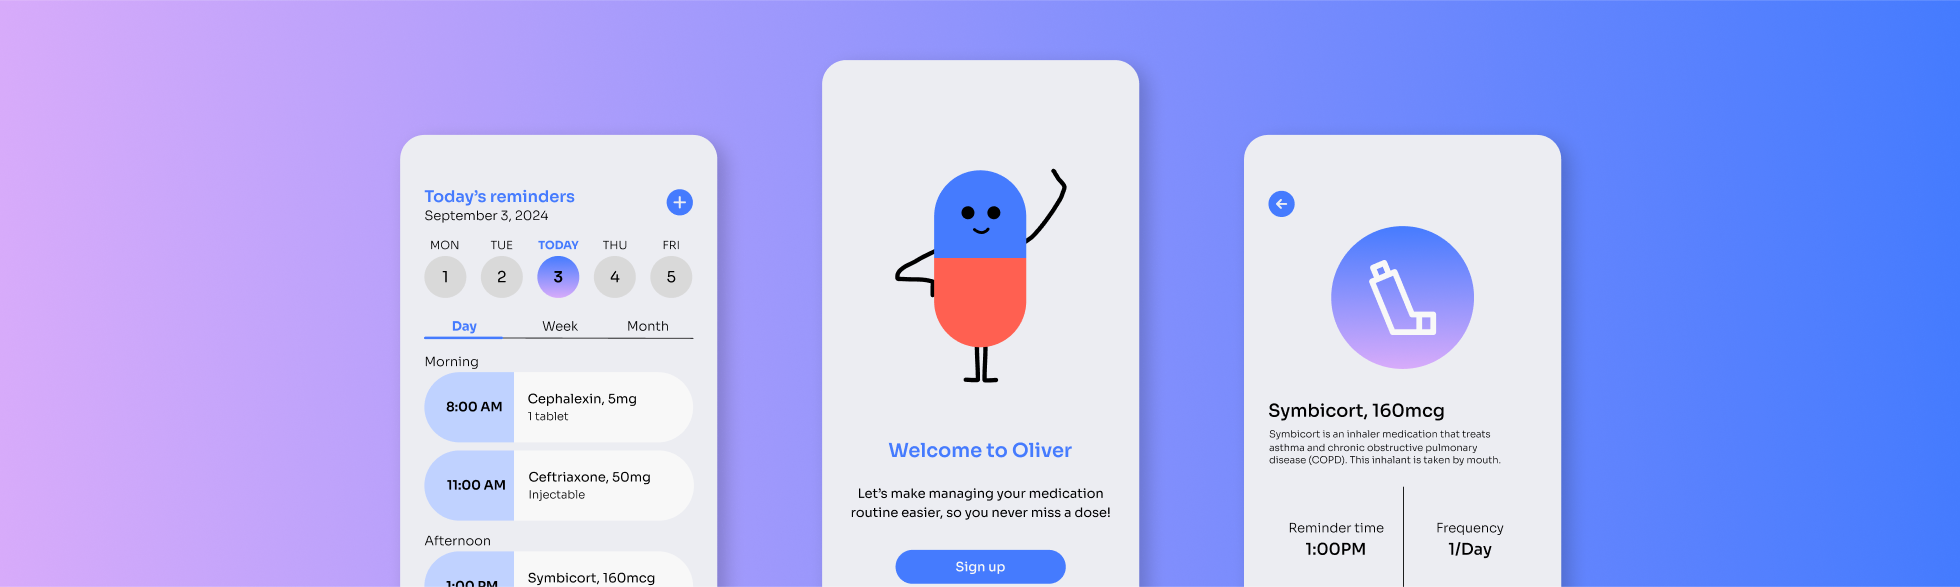 Today's reminders
September 3, 2024
MON TUE TODAY THU FRI
1 2 3 4 5
Day Week Month
Morning
8:00 AM
Cephalexin, 5mg
1 tablet
11:00 AM
Ceftriaxone, 50mg
Injectable
Afternoon
1:00 PM
Symbicort, 160mcg
Welcome to Oliver
Let's make managing your medication
routine easier, so you never miss a dose!
Sign up
Symbicort, 160mcg
Symbicort is an inhaler medication that treats
asthma and chronic obstructive pulmonary
disease (COPD). This inhalant is taken by mouth.
Reminder time
1:00PM
Frequency
1/Day